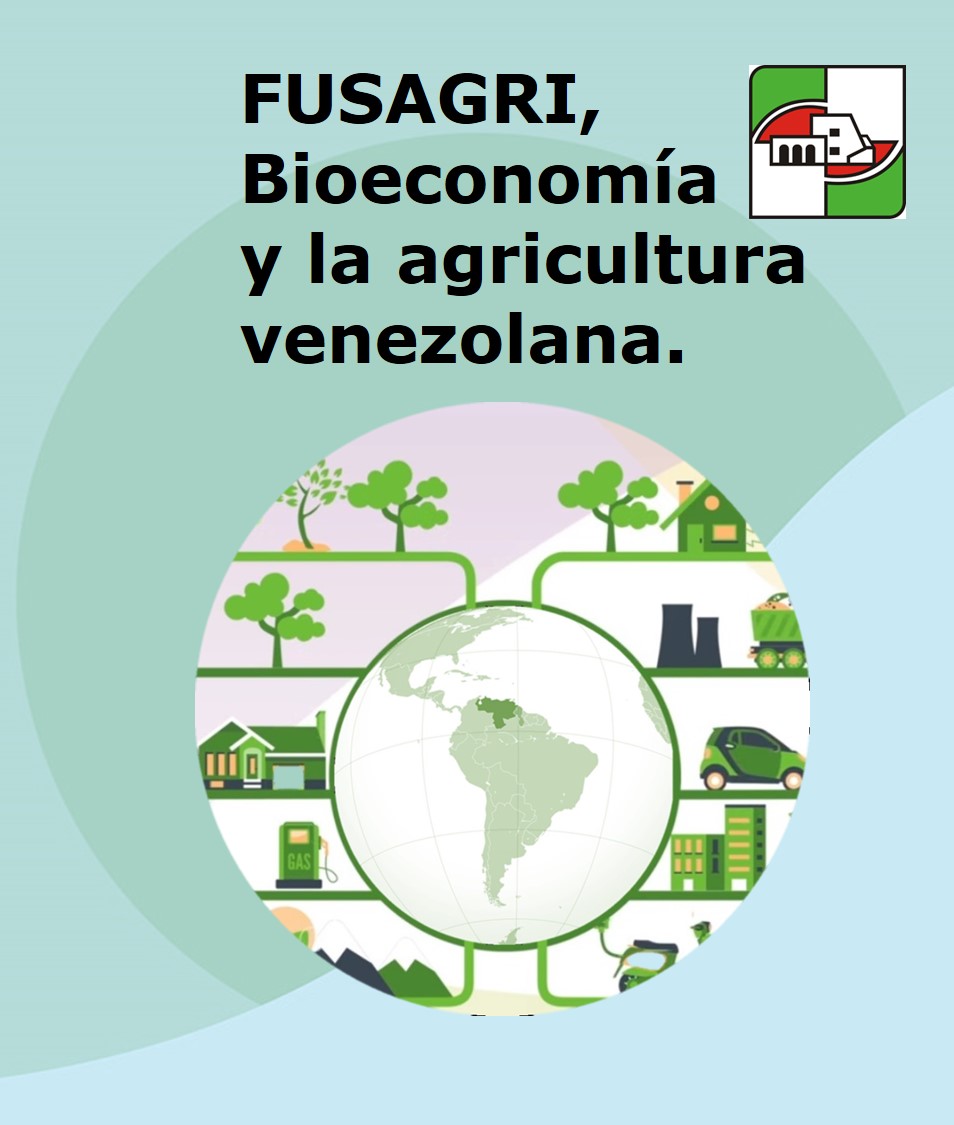 FUSAGRI,
Bioeconomía
y la agricultura
venezolana.
GAS